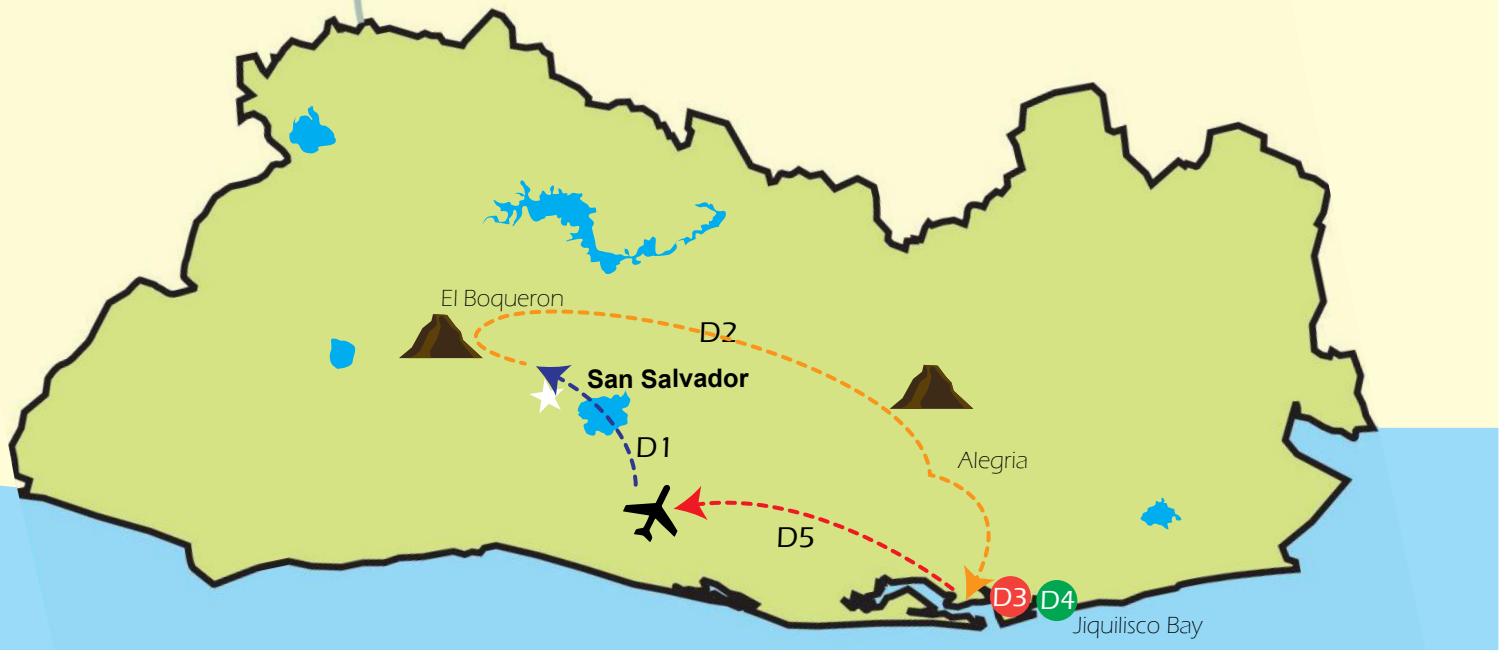 El Boqueron
D2
San Salvador
D1
Alegria
D5
D3
D4
Jiquilisco Bay